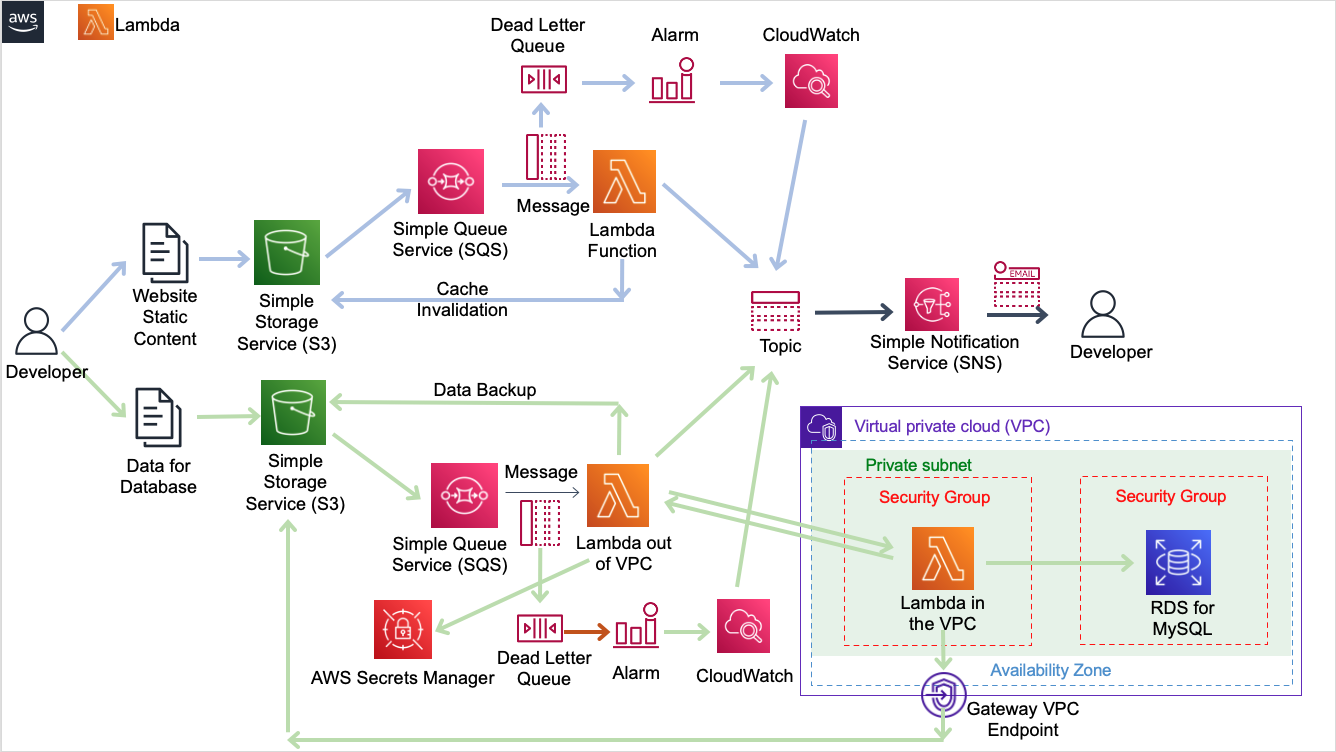 aws
Lambda
Dead Letter
Queue
Alarm
CloudWatch
Message
Simple Queue
Service (SQS)
Lambda
Function
Website
Static
Content
Simple
Storage
Service (S3)
Cache
Invalidation
Developer
Topic
EMAIL
Simple Notification
Service (SNS)
Developer
Data Backup
Data for
Database
Simple
Storage
Service (S3)
Message
Simple Queue
Service (SQS)
Lambda out
of VPC
AWS Secrets Manager
Dead Letter
Queue
Alarm
CloudWatch
Virtual private cloud (VPC)
Private subnet
Security Group
Security Group
Lambda in
the VPC
RDS for
MySQL
Availability Zone
Gateway VPC
Endpoint